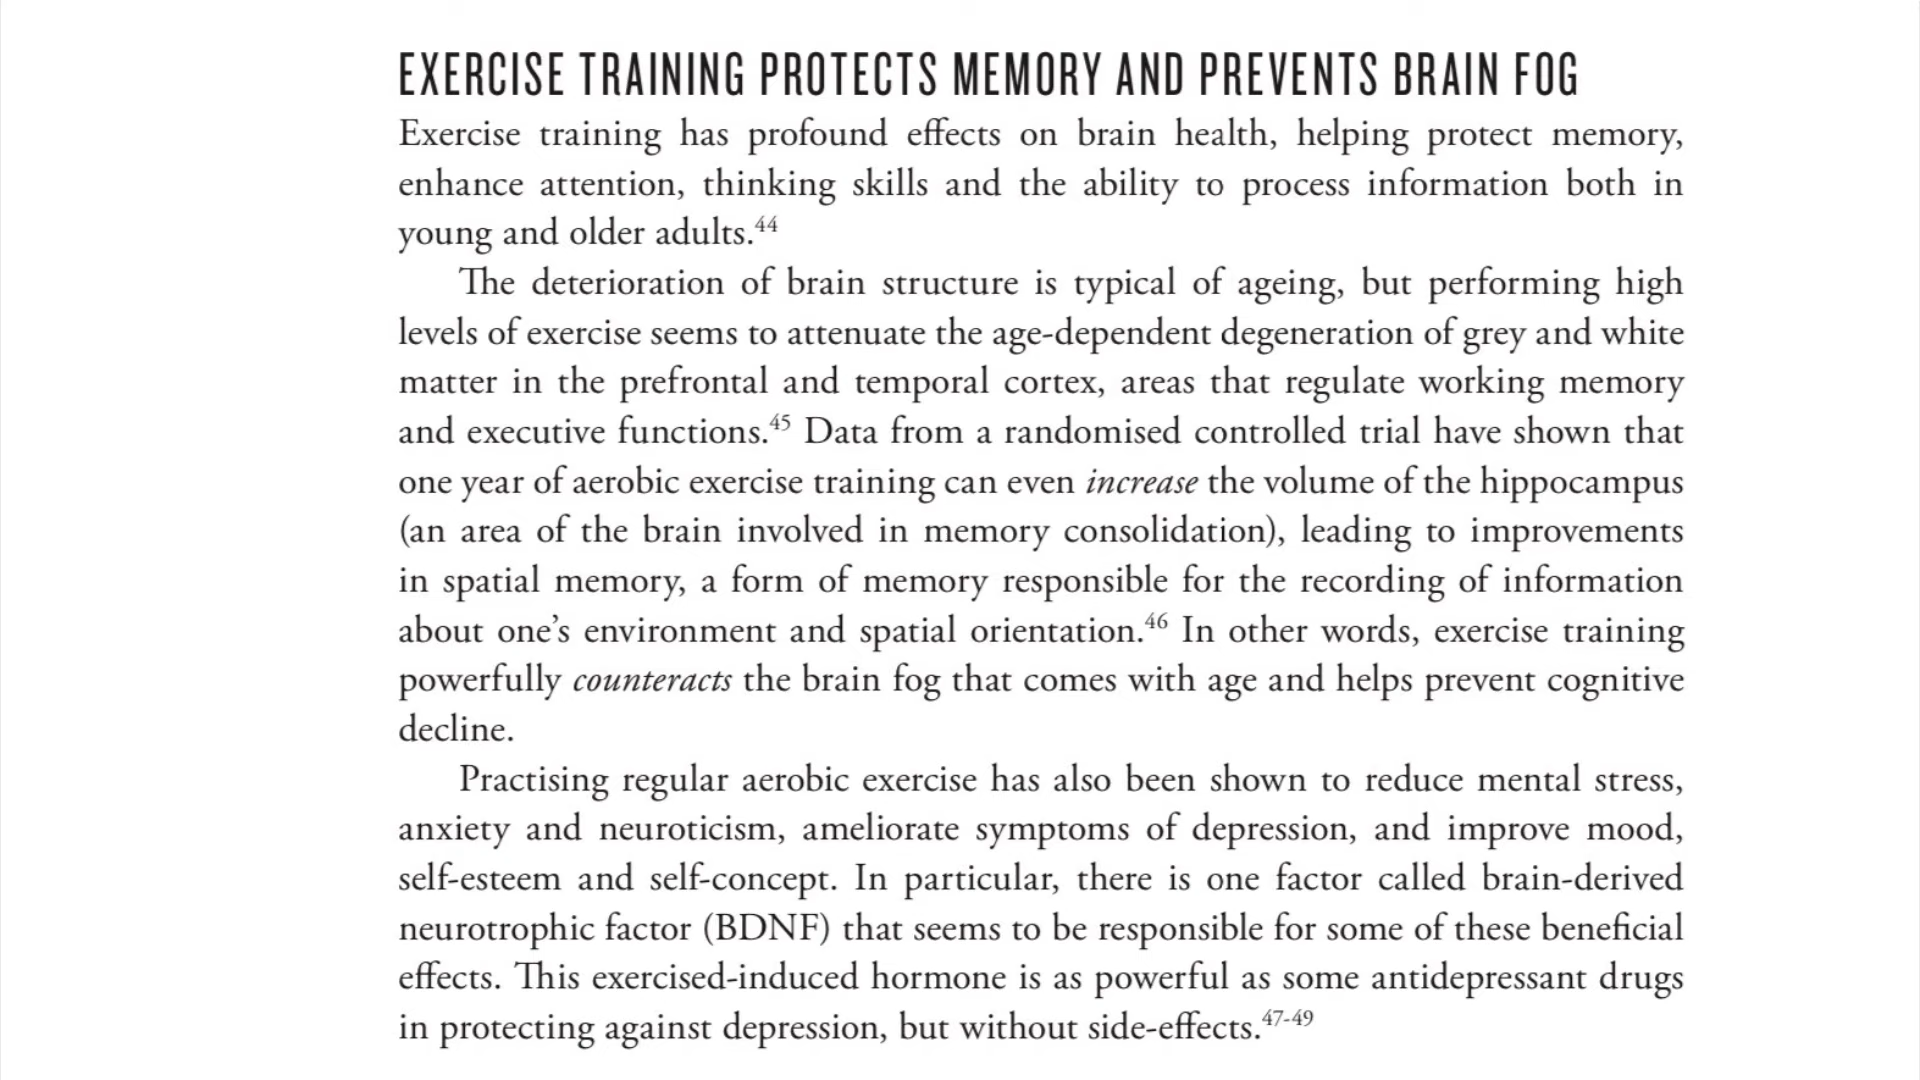 EXERCISE TRAINING PROTECTS MEMORY AND PREVENTS BRAIN FOG
Exercise training has profound effects on brain health, helping protect memory,
enhance attention, thinking skills and the ability to process information both in
young and older adults.44
The deterioration of brain structure is typical of ageing, but performing high
levels of exercise seems to attenuate the age-dependent degeneration of grey and white
matter in the prefrontal and temporal cortex, areas that regulate working memory
and executive functions.45 Data from a randomised controlled trial have shown that
one year of aerobic exercise training can even increase the volume of the hippocampus
(an area of the brain involved in memory consolidation), leading to improvements
in spatial memory, a form of memory responsible for the recording of information
about one’s environment and spatial orientation.46 In other words, exercise training
powerfully counteracts the brain fog that comes with age and helps prevent cognitive
decline.
Practising regular aerobic exercise has also been shown to reduce mental stress,
anxiety and neuroticism, ameliorate symptoms of depression, and improve mood,
self-esteem and self-concept. In particular, there is one factor called brain-derived
neurotrophic factor (BDNF) that seems to be responsible for some of these beneficial
effects. This exercised-induced hormone is as powerful as some antidepressant drugs
in protecting against depression, but without side-effects.47-49